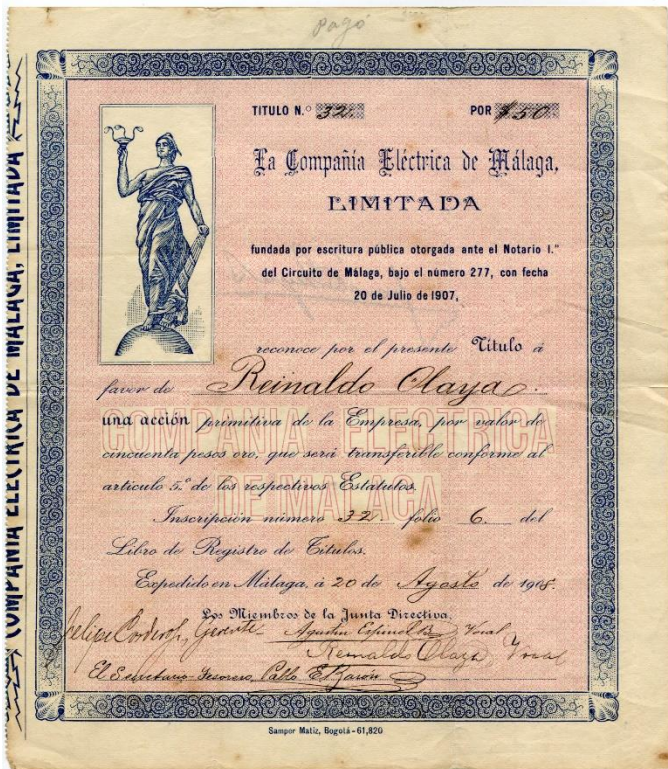 pagó
COMPAÑIA ELECTRICA DE MALAGA, LIMITADA
TITULO N.º 32
POR $ 50
La Compañía Eléctrica de Málaga,
LIMITADA
fundada por escritura pública otorgada ante el Notario 1.º
del Circuito de Málaga, bajo el número 277, con fecha
20 de Julio de 1907,
reconoce por el presente Título á
favor de Reinaldo Olaya.
una acción primitiva de la Empresa, por valor de
cincuenta pesos oro, que será transferible conforme al
artículo 5.º de los respectivos Estatutos.
COMPAÑIA ELECTRICA
DE MALAGA
Inscripción número 32 folio 6 del
Libro de Registro de Títulos.
Expedido en Málaga, á 20 de Agosto de 1908.
Los Miembros de la Junta Directiva,
Felipe Cordero, Gerente
Agustin Espinel B, Vocal
Reinaldo Olaya, Vocal
El Secretario-Tesorero, Pablo E. Barón
Sampor Matiz, Bogotá-61,820